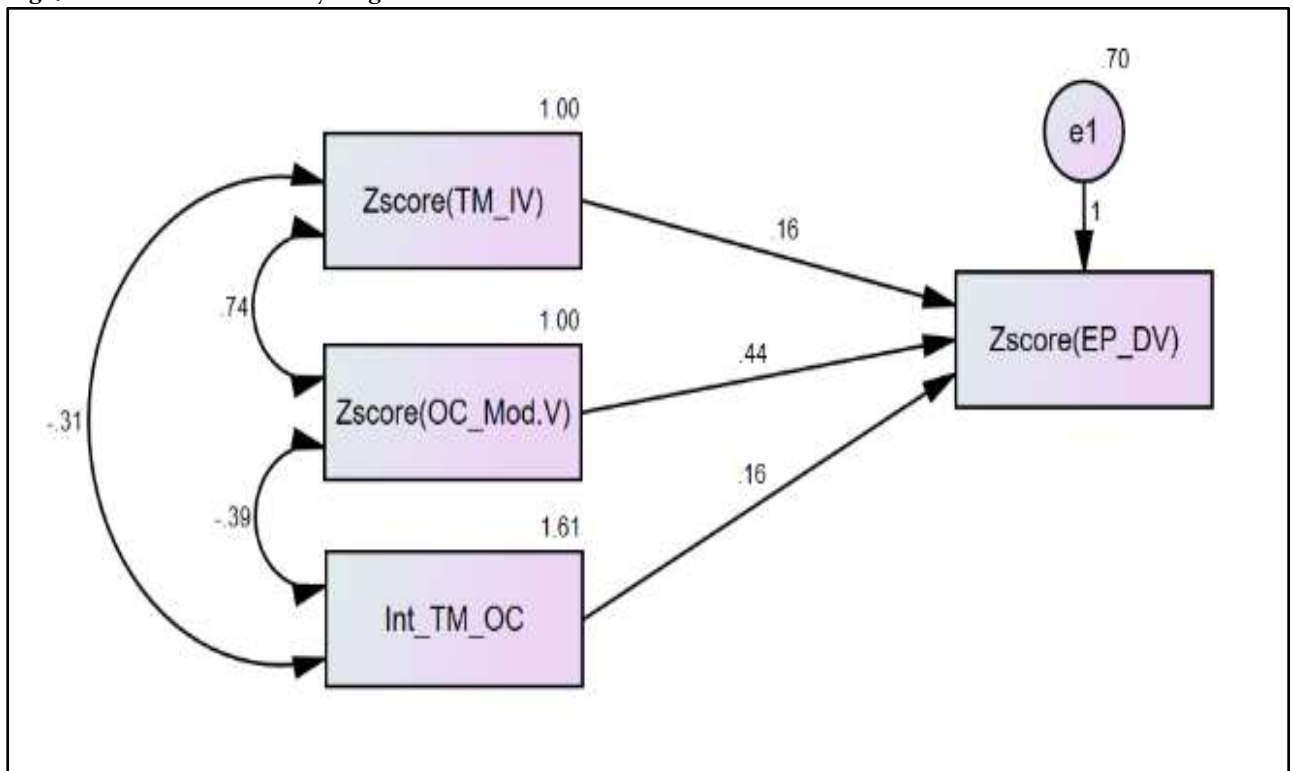 .70
1.00
e1
Zscore(TM_IV)
.16
1
.74
1.00
Zscore(EP_DV)
.44
Zscore(OC_Mod.V)
-.31
.16
-.39
1.61
Int_TM_OC